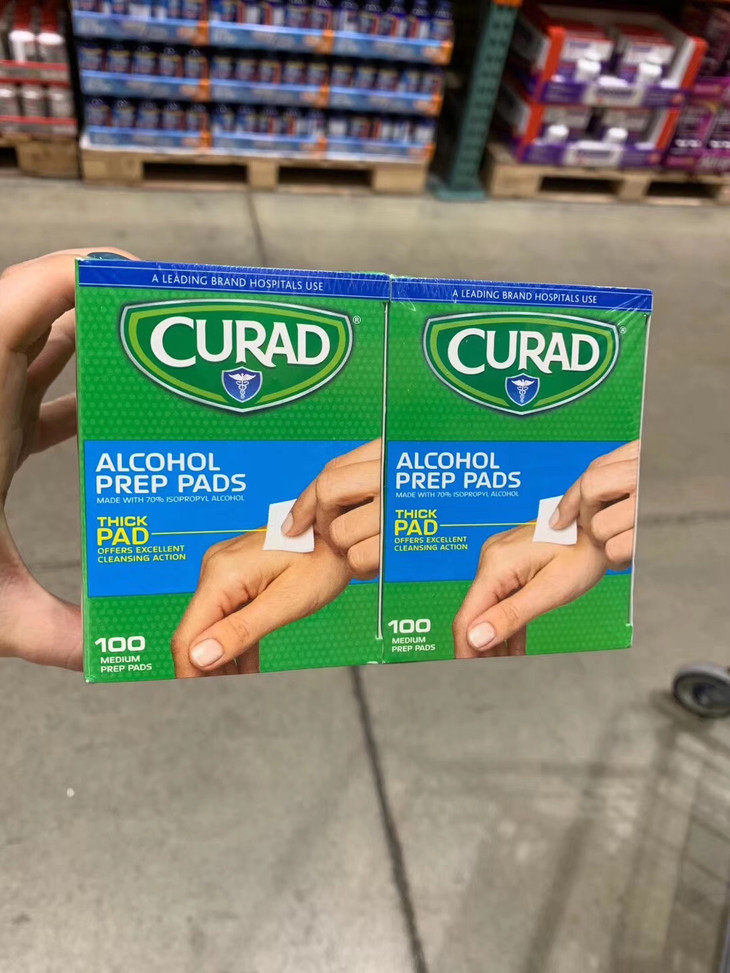 A LEADING BRAND HOSPITALS USE
CURAD®
ALCOHOL
PREP PADS
MADE WITH 70% ISOPROPYL ALCOHOL
THICK
PAD
OFFERS EXCELLENT
CLEANSING ACTION
100
MEDIUM
PREP PADS
A LEADING BRAND HOSPITALS USE
CURAD®
ALCOHOL
PREP PADS
MADE WITH 70% ISOPROPYL ALCOHOL
THICK
PAD
OFFERS EXCELLENT
CLEANSING ACTION
100
MEDIUM
PREP PADS